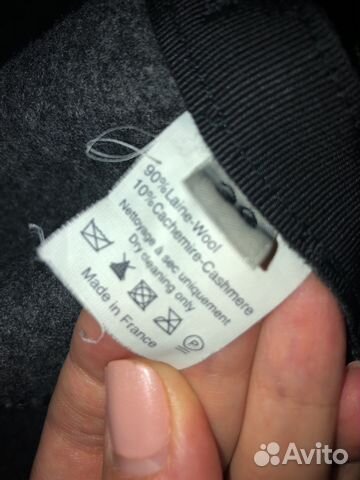 90%Laine-Wool
10%Cachemire-Cashmere
Nettoyage à sec uniquement
Dry cleaning only
P
Made in France
Avito